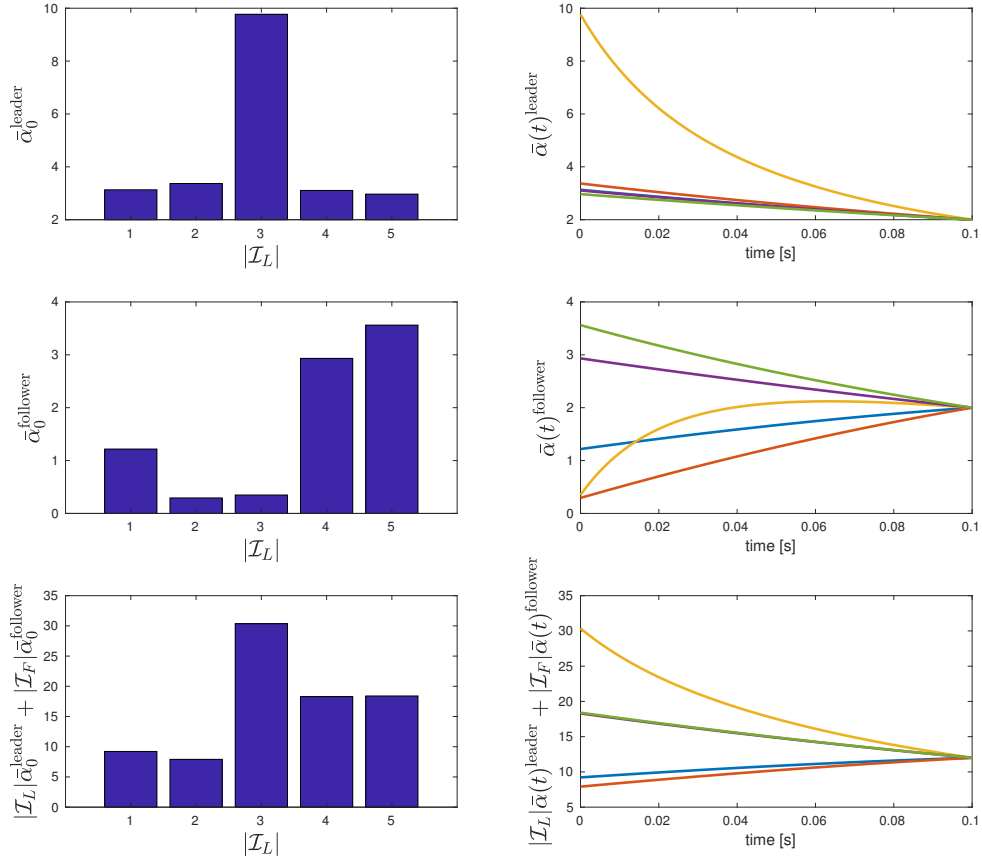 10
8
6
4
2
1 2 3 4 5
|ℐ_L|
ᾱ₀^leader
10
8
6
4
2
0 0.02 0.04 0.06 0.08 0.1
time [s]
ᾱ(t)^leader
4
3
2
1
0
1 2 3 4 5
|ℐ_L|
ᾱ₀^follower
4
3
2
1
0
0 0.02 0.04 0.06 0.08 0.1
time [s]
ᾱ(t)^follower
35
30
25
20
15
10
5
0
1 2 3 4 5
|ℐ_L|
|ℐ_L|ᾱ₀^leader + |ℐ_F|ᾱ₀^follower
35
30
25
20
15
10
5
0 0.02 0.04 0.06 0.08 0.1
time [s]
|ℐ_L|ᾱ(t)^leader + |ℐ_F|ᾱ(t)^follower